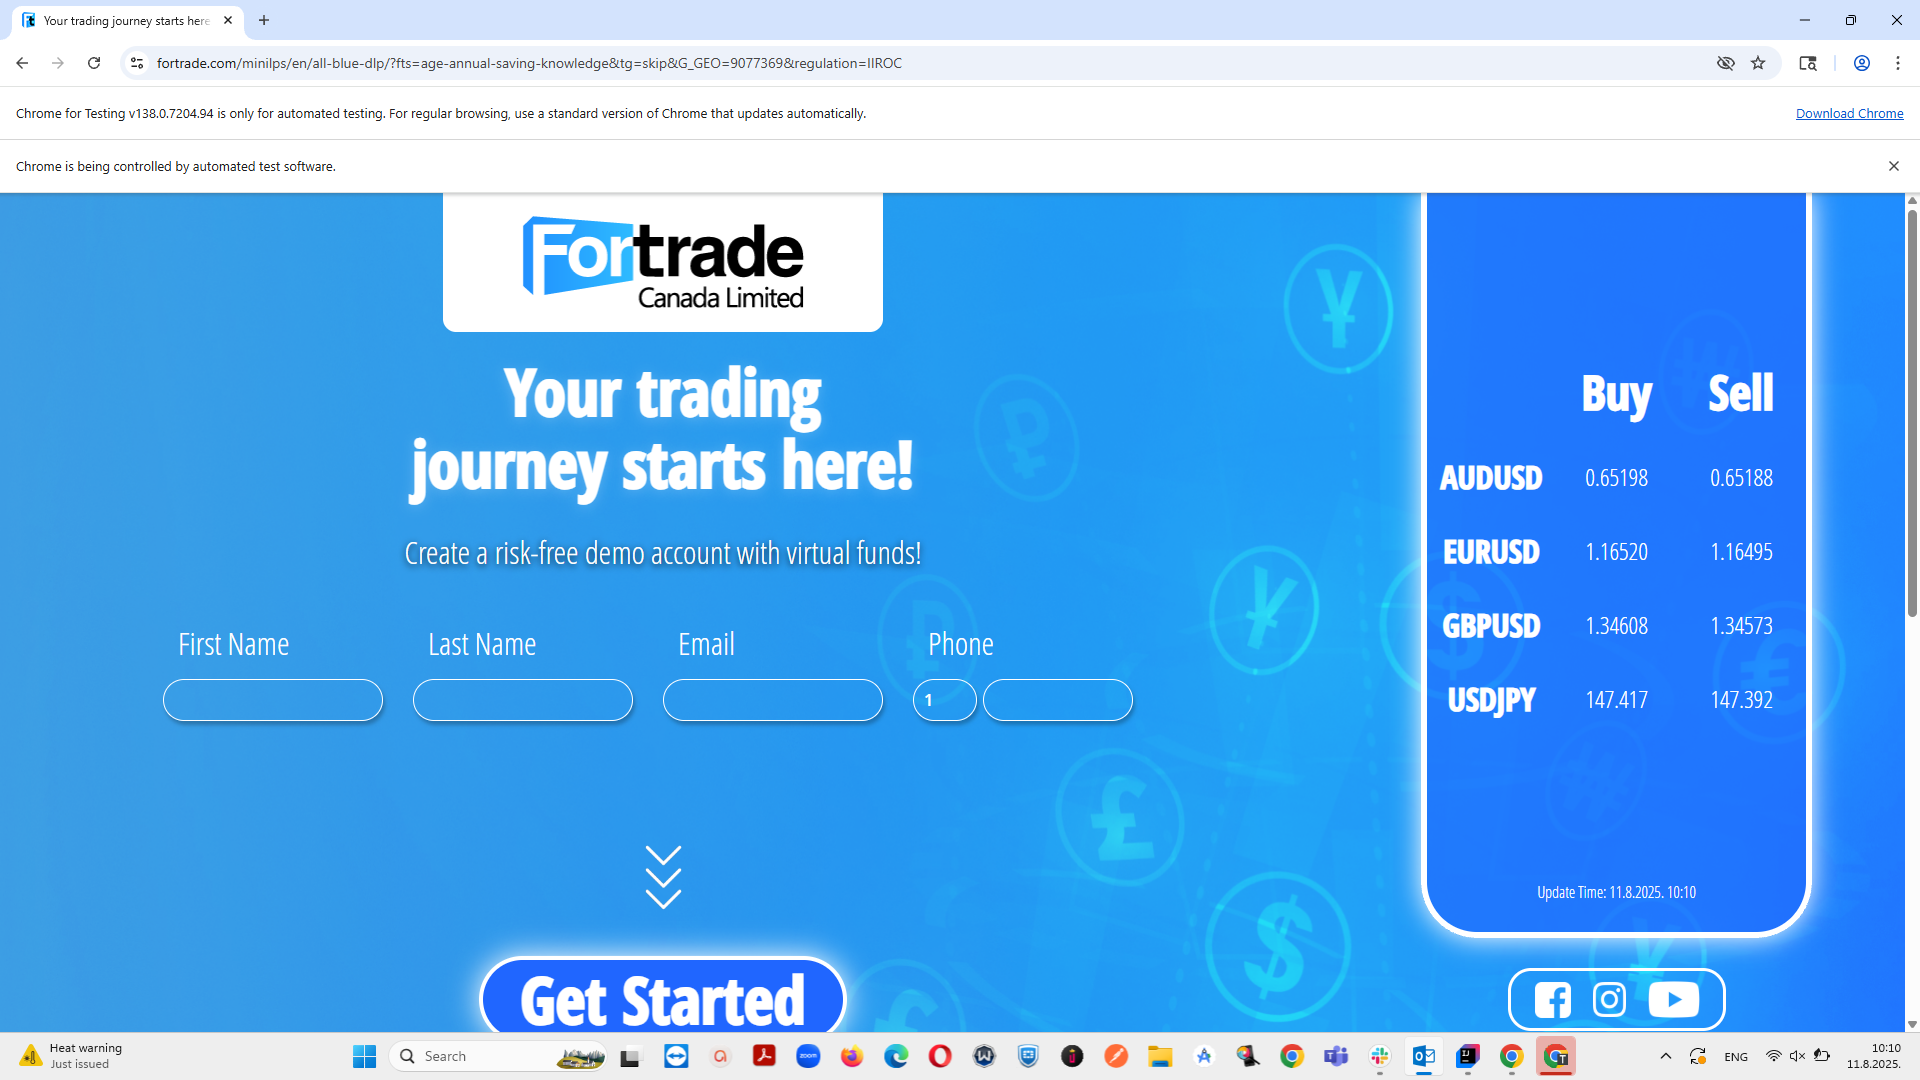 Your trading journey starts here
fortrade.com/minilps/en/all-blue-dlp/?fts=age-annual-saving-knowledge&tg=skip&G_GEO=9077369&regulation=IIROC
Chrome for Testing v138.0.7204.94 is only for automated testing. For regular browsing, use a standard version of Chrome that updates automatically.
Download Chrome
Chrome is being controlled by automated test software.
Fortrade
Canada Limited
Your trading
journey starts here!
Create a risk-free demo account with virtual funds!
First Name
Last Name
Email
Phone
1
Get Started
Buy Sell
AUDUSD 0.65198 0.65188
EURUSD 1.16520 1.16495
GBPUSD 1.34608 1.34573
USDJPY 147.417 147.392
Update Time: 11.8.2025. 10:10
Heat warning
Just issued
Search
zoom
ENG
10:10
11.8.2025.